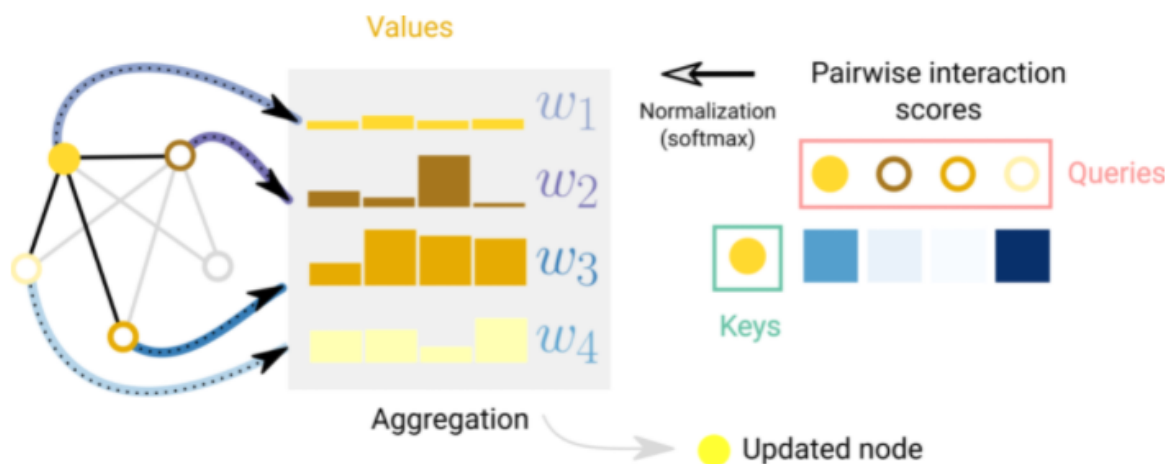 Values
w1
w2
w3
w4
Aggregation
Normalization
(softmax)
Pairwise interaction
scores
Queries
Keys
Updated node